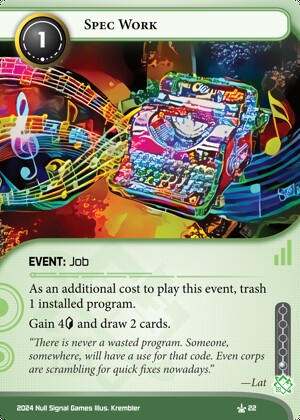 1
SPEC WORK
EVENT: Job
As an additional cost to play this event, trash
1 installed program.
Gain 4 and draw 2 cards.
“There is never a wasted program. Someone,
somewhere, will have a use for that code. Even corps
are scrambling for quick fixes nowadays.”
—Lat
2024 Null Signal Games Illus. Krembler
22